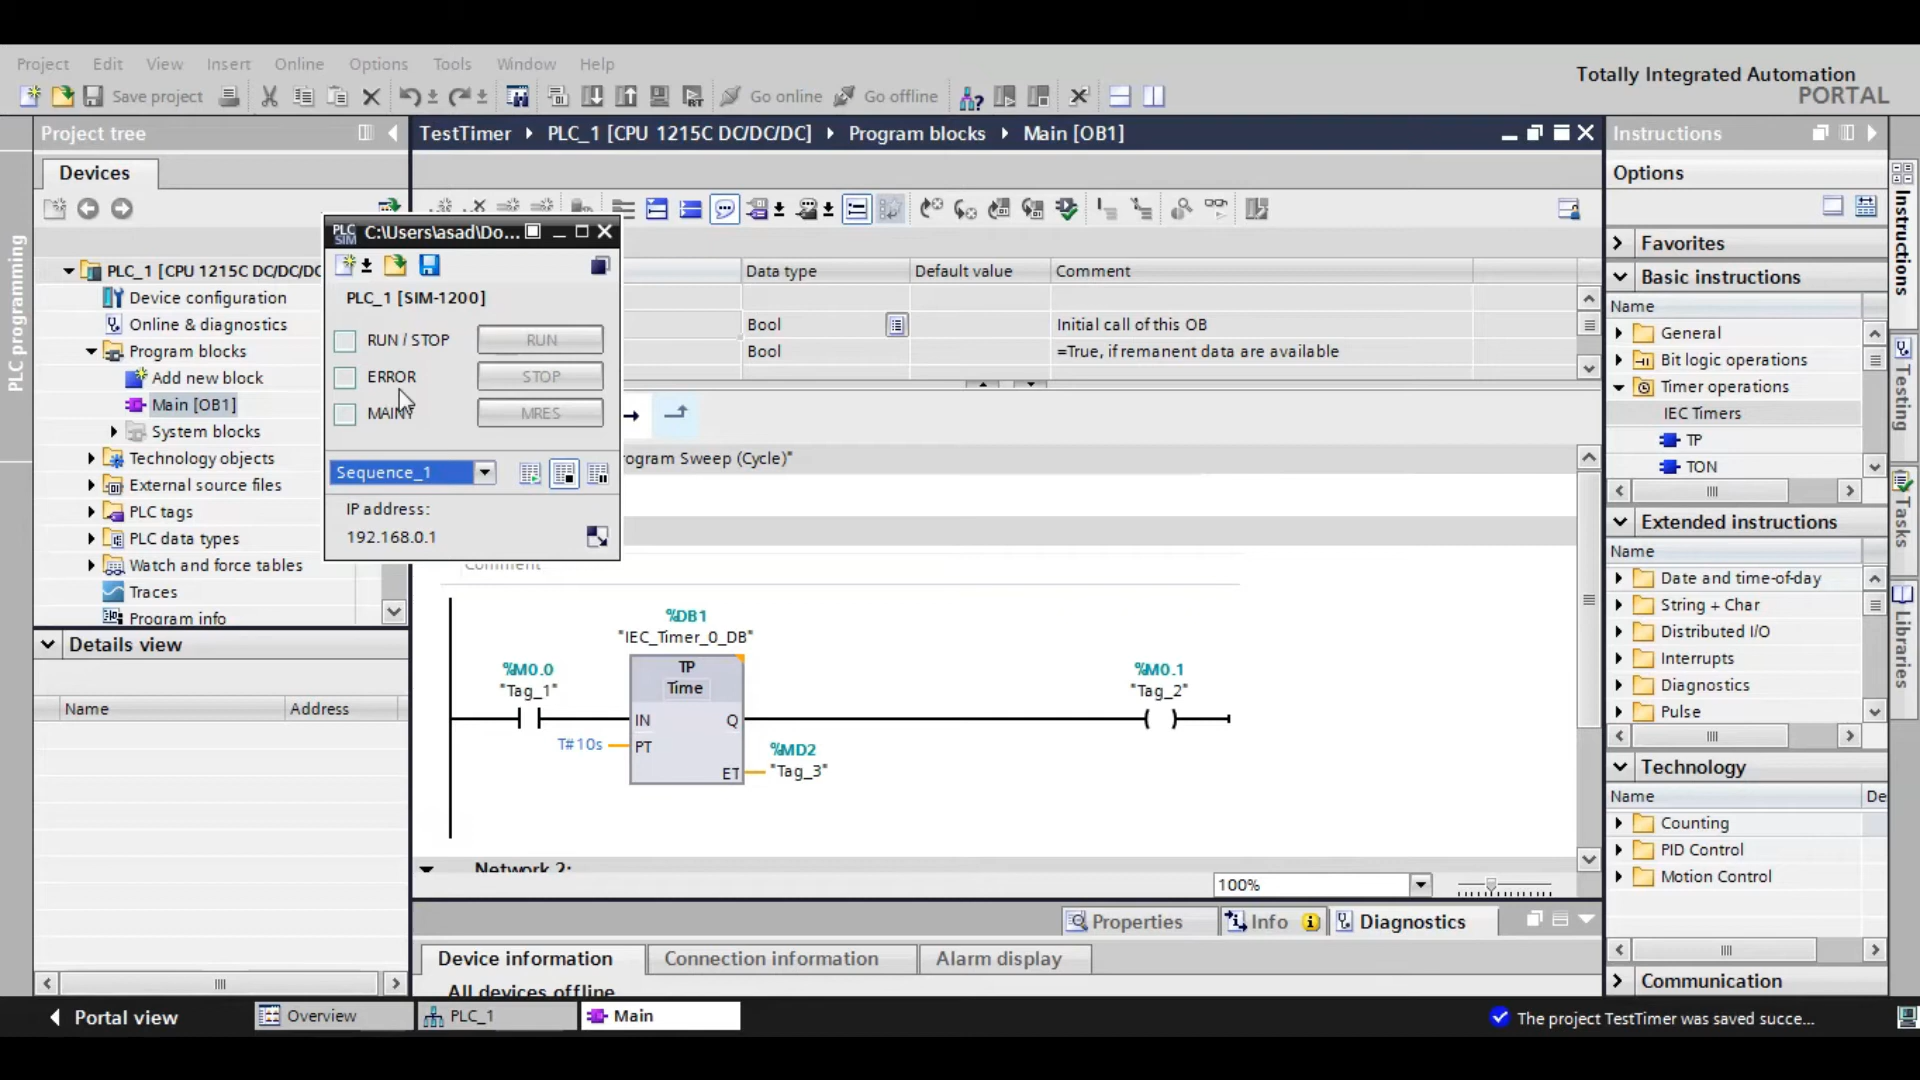 Project Edit View Insert Online Options Tools Window Help
Totally Integrated Automation
PORTAL
Save project
Go online
Go offline
Project tree
TestTimer
PLC_1 [CPU 1215C DC/DC/DC]
Program blocks
Main [OB1]
Instructions
Devices
Options
PLC programming
PLC_1 [CPU 1215C DC/DC/DC
Device configuration
Online & diagnostics
Program blocks
Add new block
Main [OB1]
System blocks
Technology objects
External source files
PLC tags
PLC data types
Watch and force tables
Traces
Program info
Details view
Name
Address
PLC SIM
C:\Users\asad\Do...
PLC_1 [SIM-1200]
RUN / STOP
RUN
ERROR
STOP
MAINT
MRES
Sequence_1
IP address:
192.168.0.1
Data type
Default value
Comment
Bool
Initial call of this OB
Bool
=True, if remanent data are available
rogram Sweep (Cycle)"
Comment
%DB1
"IEC_Timer_0_DB"
%M0.0
"Tag_1"
TP
Time
IN
Q
T#10s
PT
ET
%MD2
"Tag_3"
%M0.1
"Tag_2"
Network 2:
100%
Properties
Info
Diagnostics
Device information
Connection information
Alarm display
All devices offline
Favorites
Basic instructions
Name
General
Bit logic operations
Timer operations
IEC Timers
TP
TON
Extended instructions
Name
Date and time-of-day
String + Char
Distributed I/O
Interrupts
Diagnostics
Pulse
Technology
Name
De
Counting
PID Control
Motion Control
Communication
Instructions
Testing
Tasks
Libraries
Portal view
Overview
PLC_1
Main
The project TestTimer was saved succe...